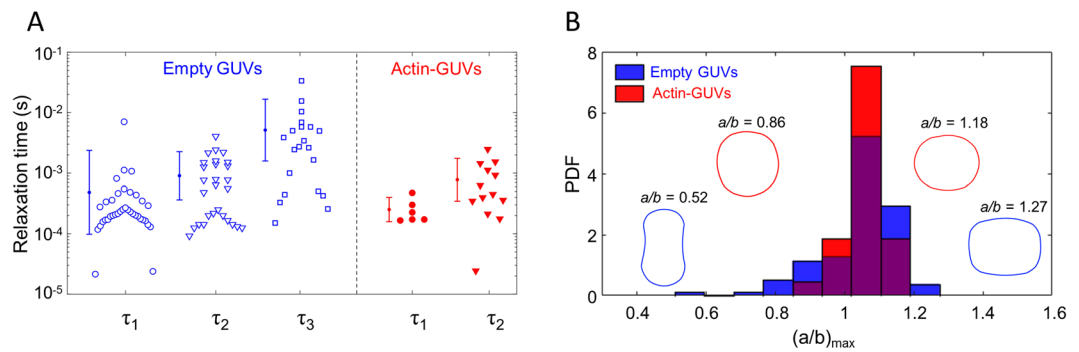 A
Relaxation time (s)
10⁻¹
10⁻²
10⁻³
10⁻⁴
10⁻⁵
Empty GUVs
Actin-GUVs
τ₁ τ₂ τ₃ τ₁ τ₂
B
PDF
8
6
4
2
0
Empty GUVs
Actin-GUVs
a/b = 0.86
a/b = 1.18
a/b = 0.52
a/b = 1.27
0.4 0.6 0.8 1 1.2 1.4 1.6
(a/b)max